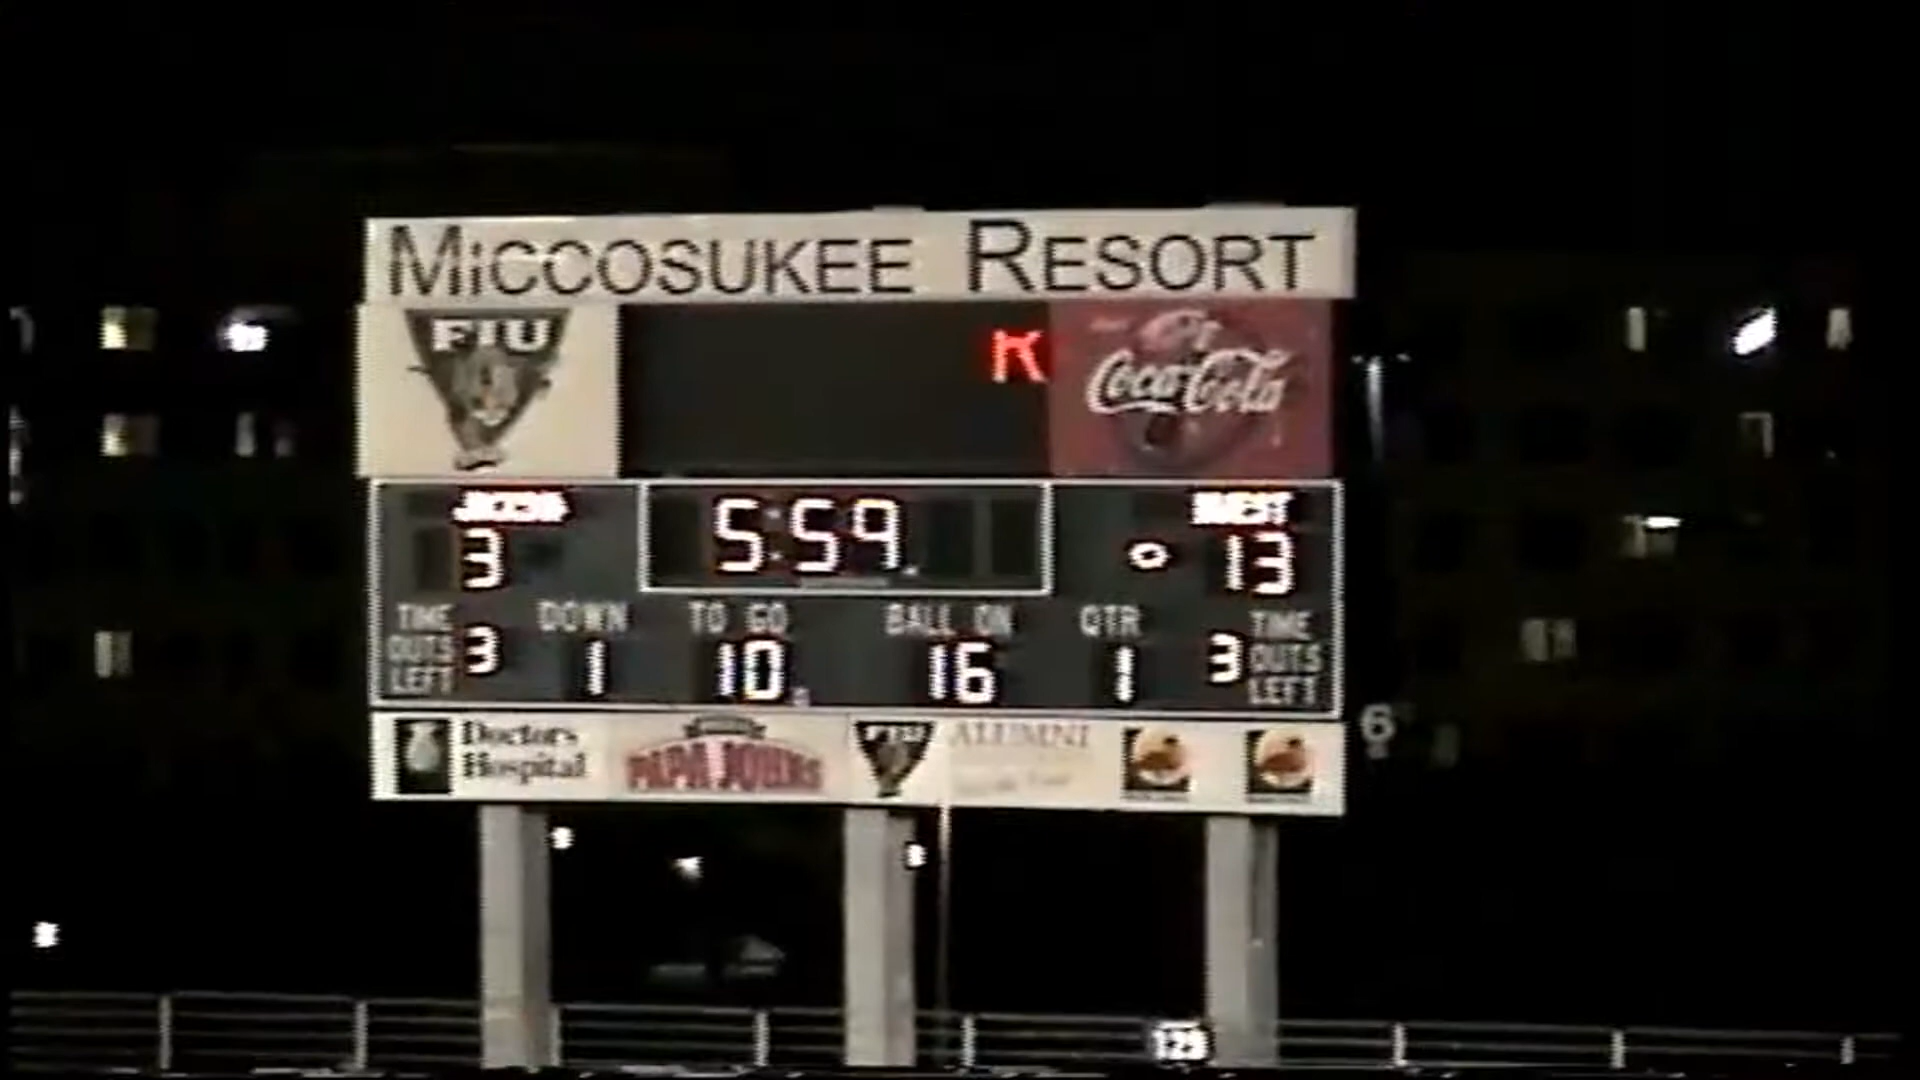 MiCCOSUKEE RESORT
FIU
K
Coca-Cola
5:59
3
13
TIME OUTS LEFT 3
DOWN 1
TO GO 10
BALL ON 16
QTR 1
3 TIME OUTS LEFT
Doctors Hospital
PAPA JOHNS
FIU
ALUMNI